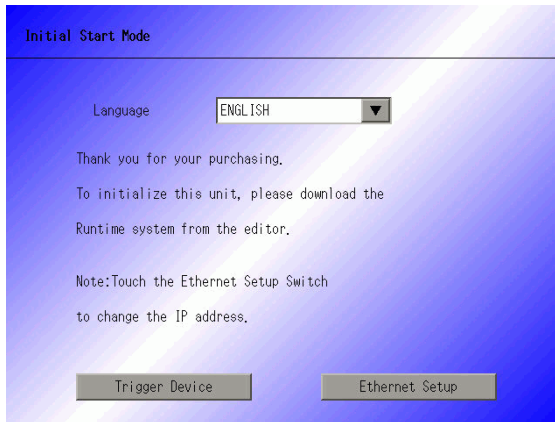 Initial Start Mode
Language
ENGLISH
Thank you for your purchasing.
To initialize this unit, please download the
Runtime system from the editor.
Note:Touch the Ethernet Setup Switch
to change the IP address.
Trigger Device
Ethernet Setup